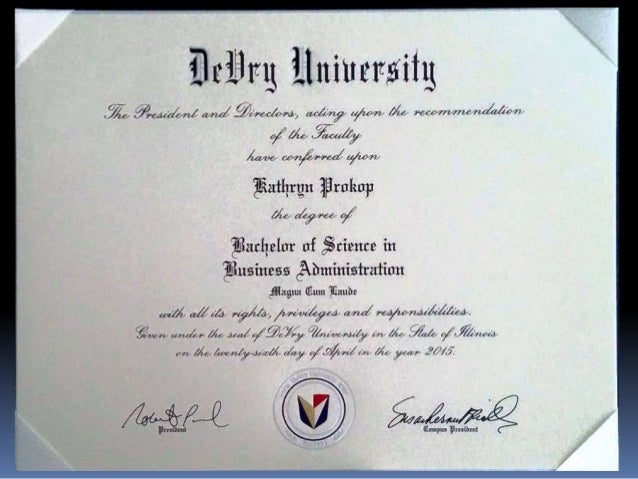 DeVry University
The President and Directors, acting upon the recommendation
of the Faculty
have conferred upon
Kathryn Prokop
the degree of
Bachelor of Science in
Business Administration
Magna Cum Laude
with all its rights, privileges and responsibilities.
Given under the seal of DeVry University in the State of Illinois
on the twenty-sixth day of April in the year 2015.
President
Campus President